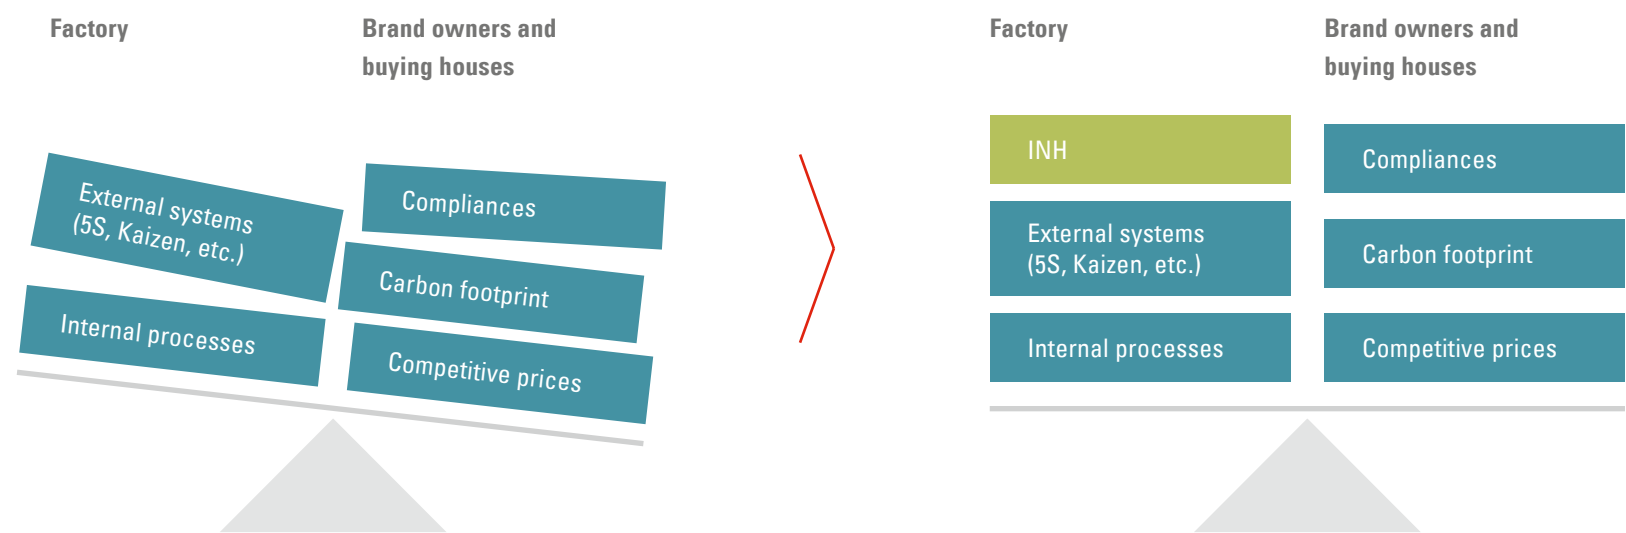 Factory
Brand owners and
buying houses
External systems
(5S, Kaizen, etc.)
Internal processes
Compliances
Carbon footprint
Competitive prices
Factory
Brand owners and
buying houses
INH
External systems
(5S, Kaizen, etc.)
Internal processes
Compliances
Carbon footprint
Competitive prices